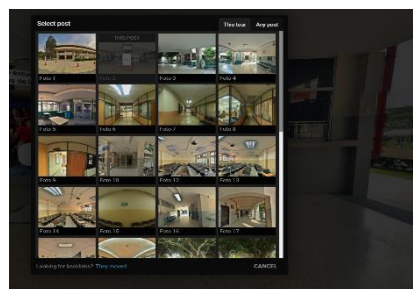 Select post
This tour Any post
THIS POST
Foto 1 Foto 2 Foto 3 Foto 4
Foto 5 Foto 6 Foto 7 Foto 8
Foto 9 Foto 10 Foto 12 Foto 13
Foto 14 Foto 15 Foto 16 Foto 17
Looking for backlinks? They moved!
CANCEL